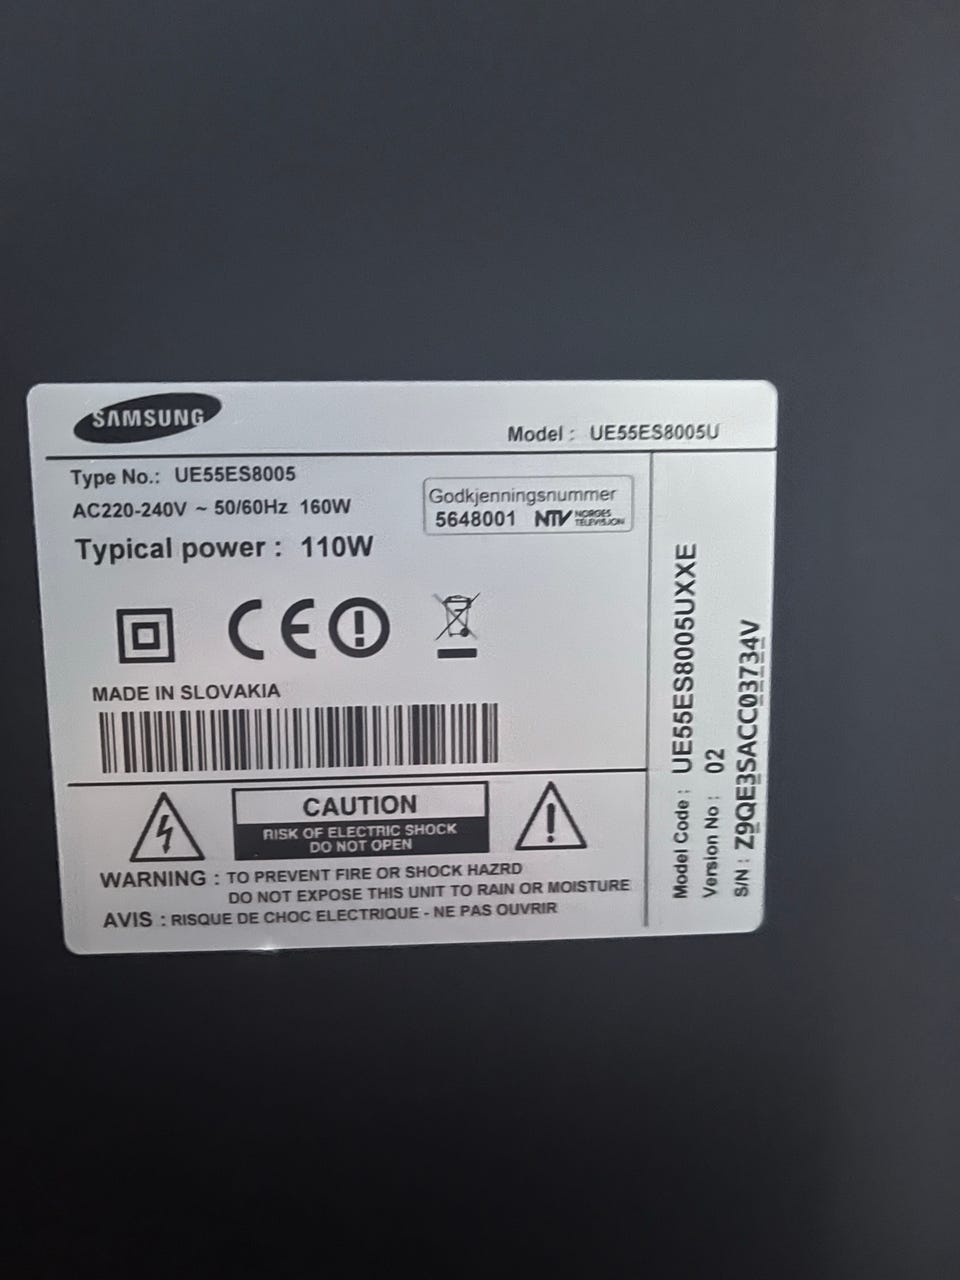 SAMSUNG
Model : UE55ES8005U
Type No.: UE55ES8005
AC220-240V ~ 50/60Hz 160W
Typical power : 110W
Godkjenningsnummer
5648001 NTV NORGES TELEVISJON
CE
MADE IN SLOVAKIA
CAUTION
RISK OF ELECTRIC SHOCK
DO NOT OPEN
WARNING : TO PREVENT FIRE OR SHOCK HAZRD
DO NOT EXPOSE THIS UNIT TO RAIN OR MOISTURE
AVIS : RISQUE DE CHOC ELECTRIQUE - NE PAS OUVRIR
Model Code : UE55ES8005UXXE
Version No : 02
S/N : Z9QE3SACC03734V